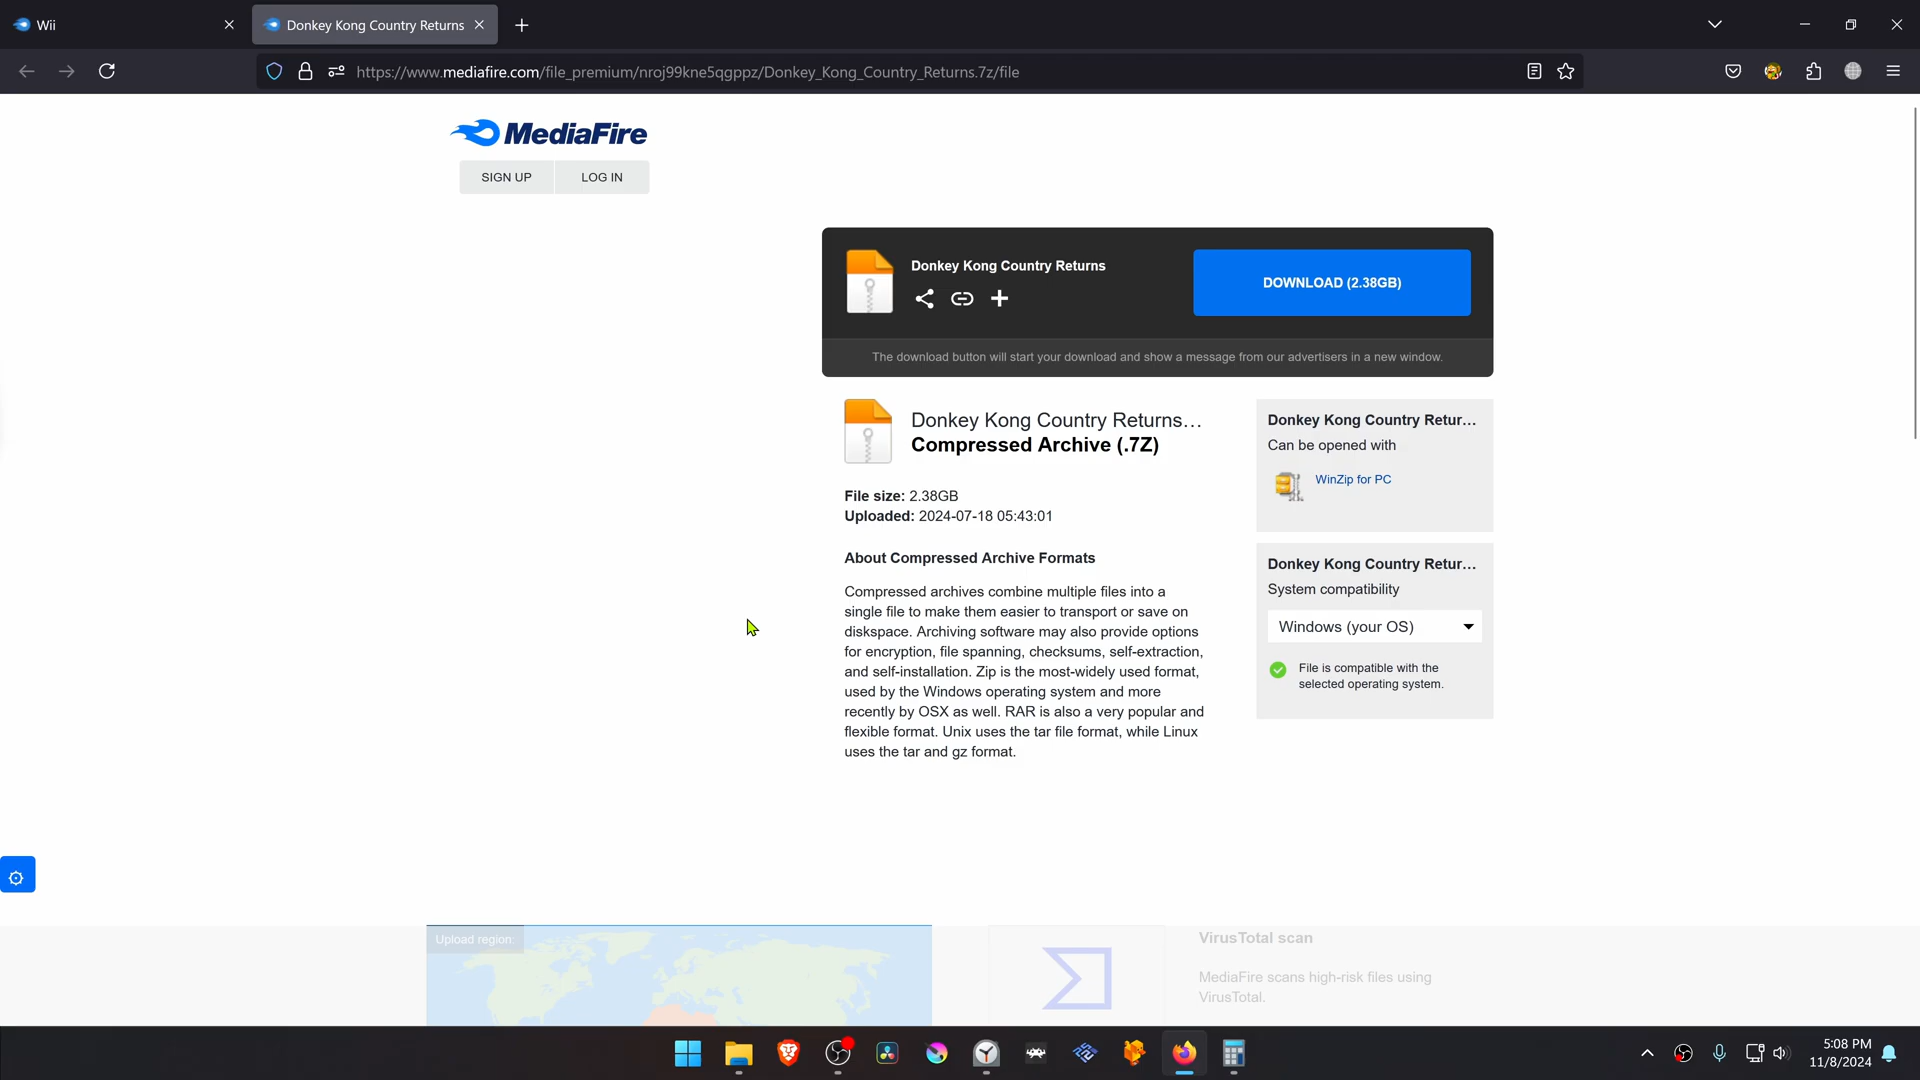 Wii
Donkey Kong Country Returns
https://www.mediafire.com/file_premium/nroj99kne5qgppz/Donkey_Kong_Country_Returns.7z/file
MediaFire
SIGN UP
LOG IN
Donkey Kong Country Returns
DOWNLOAD (2.38GB)
The download button will start your download and show a message from our advertisers in a new window.
Donkey Kong Country Returns…
Compressed Archive (.7Z)
File size: 2.38GB
Uploaded: 2024-07-18 05:43:01
About Compressed Archive Formats
Compressed archives combine multiple files into a
single file to make them easier to transport or save on
diskspace. Archiving software may also provide options
for encryption, file spanning, checksums, self-extraction,
and self-installation. Zip is the most-widely used format,
used by the Windows operating system and more
recently by OSX as well. RAR is also a very popular and
flexible format. Unix uses the tar file format, while Linux
uses the tar and gz format.
Donkey Kong Country Retur…
Can be opened with
WinZip for PC
Donkey Kong Country Retur…
System compatibility
Windows (your OS)
File is compatible with the
selected operating system.
Upload region:
VirusTotal scan
MediaFire scans high-risk files using
VirusTotal.
5:08 PM
11/8/2024